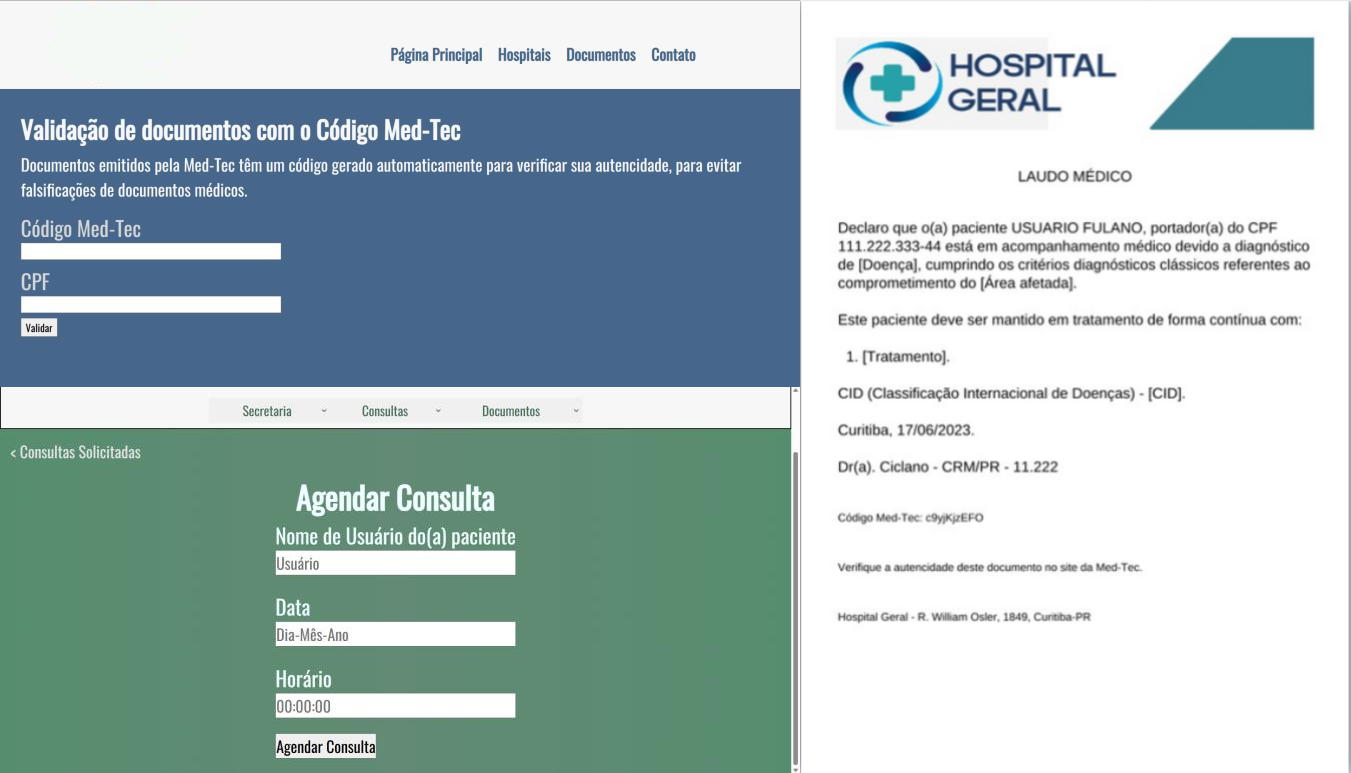 Página Principal Hospitais Documentos Contato
Validação de documentos com o Código Med-Tec
Documentos emitidos pela Med-Tec têm um código gerado automaticamente para verificar sua autencidade, para evitar
falsificações de documentos médicos.
Código Med-Tec
CPF
Validar
Secretaria Consultas Documentos
< Consultas Solicitadas
Agendar Consulta
Nome de Usuário do(a) paciente
Usuário
Data
Dia-Mês-Ano
Horário
00:00:00
Agendar Consulta
HOSPITAL
GERAL
LAUDO MÉDICO
Declaro que o(a) paciente USUARIO FULANO, portador(a) do CPF
111.222.333-44 está em acompanhamento médico devido a diagnóstico
de [Doença], cumprindo os critérios diagnósticos clássicos referentes ao
comprometimento do [Área afetada].
Este paciente deve ser mantido em tratamento de forma contínua com:
1. [Tratamento].
CID (Classificação Internacional de Doenças) - [CID].
Curitiba, 17/06/2023.
Dr(a). Ciclano - CRM/PR - 11.222
Código Med-Tec: c9yjKjzEFO
Verifique a autencidade deste documento no site da Med-Tec.
Hospital Geral - R. William Osler, 1849, Curitiba-PR